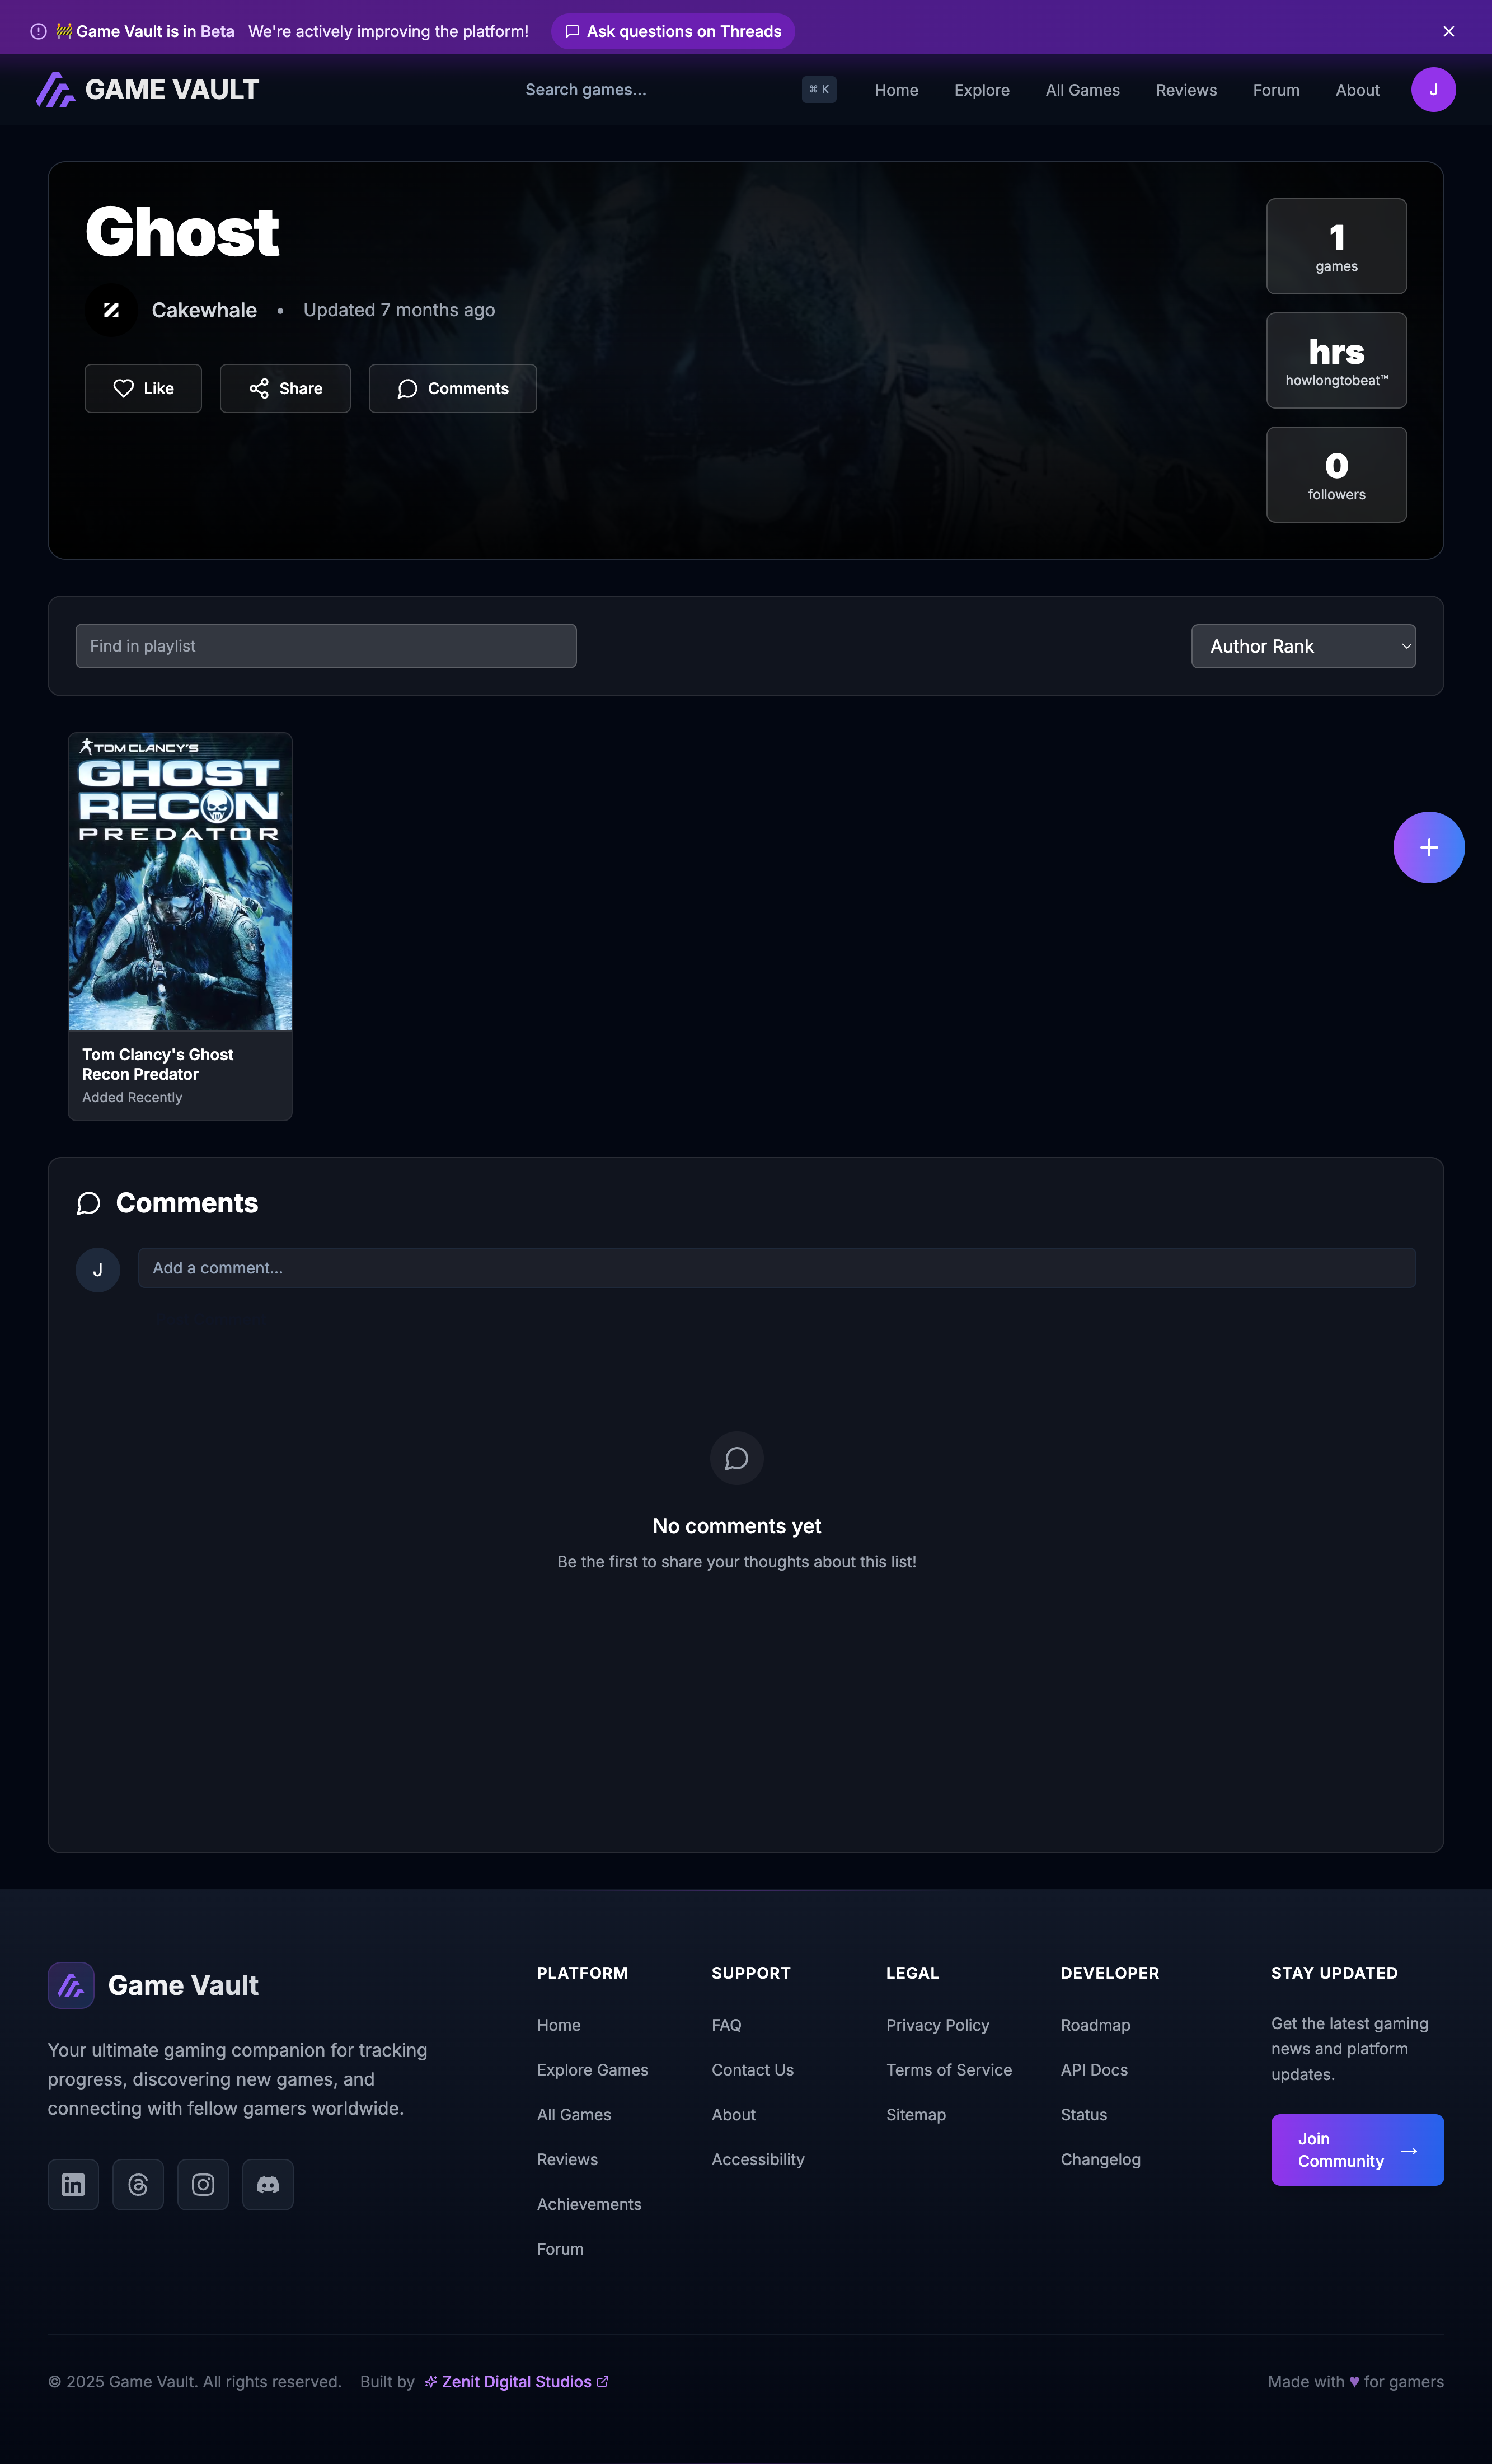 🚧 Game Vault is in Beta We're actively improving the platform! Ask questions on Threads
GAME VAULT
Search games...
⌘ K
Home
Explore
All Games
Reviews
Forum
About
J
Ghost
Cakewhale • Updated 7 months ago
Like
Share
Comments
1
games
hrs
howlongtobeat™
0
followers
Find in playlist
Author Rank
TOM CLANCY'S
GHOST
RECON
PREDATOR
Tom Clancy's Ghost
Recon Predator
Added Recently
Comments
J
Add a comment...
No comments yet
Be the first to share your thoughts about this list!
Game Vault
Your ultimate gaming companion for tracking
progress, discovering new games, and
connecting with fellow gamers worldwide.
PLATFORM
Home
Explore Games
All Games
Reviews
Achievements
Forum
SUPPORT
FAQ
Contact Us
About
Accessibility
LEGAL
Privacy Policy
Terms of Service
Sitemap
DEVELOPER
Roadmap
API Docs
Status
Changelog
STAY UPDATED
Get the latest gaming
news and platform
updates.
Join
Community →
© 2025 Game Vault. All rights reserved. Built by Zenit Digital Studios
Made with ♥ for gamers